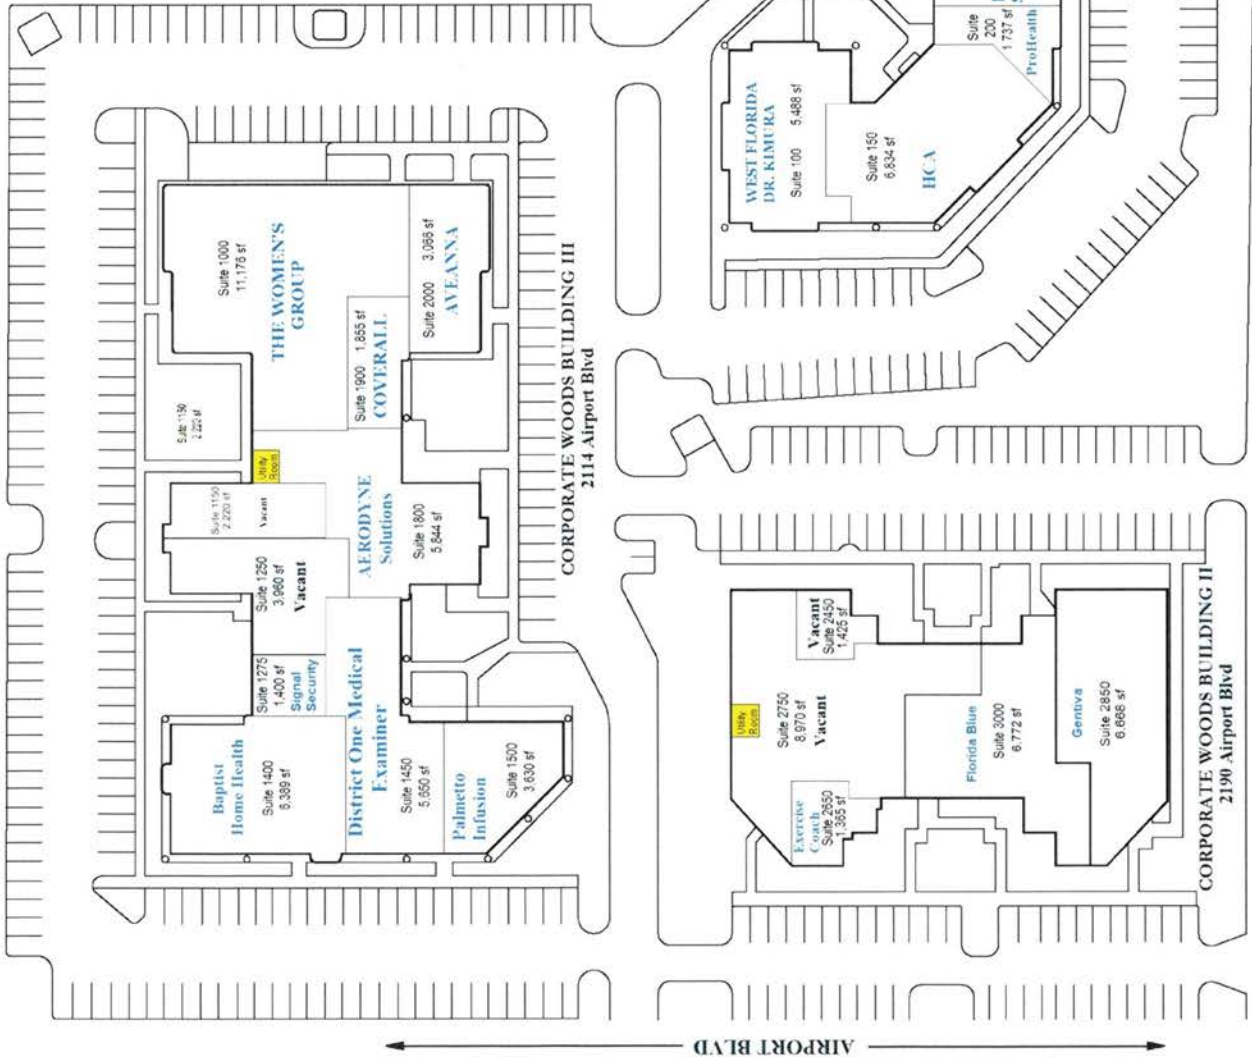 Suite 1000
11,176 sf
THE WOMEN'S
GROUP
Suite 2000 3,066 sf
AVEANNA
Suite 1900 1,855 sf
COVERALL
Suite 1150
2,220 sf
Utility
Room
Suite 1150
2,220 sf
Vacant
AERODYNE
Solutions
Suite 1800
5,844 sf
Suite 1250
3,960 sf
Vacant
Suite 1275
1,400 sf
Signal
Security
Baptist
Home Health
Suite 1400
6,389 sf
District One Medical
Examiner
Suite 1450
5,650 sf
Palmetto
Infusion
Suite 1500
3,630 sf
CORPORATE WOODS BUILDING III
2114 Airport Blvd
WEST FLORIDA
DR. KIMURA
Suite 100 5,488 sf
Suite 150
6,834 sf
HCA
Suite
200
1,737 sf
ProHealth
Vacant
Suite 2450
1,425 sf
Utility
Room
Suite 2750
8,970 sf
Vacant
Exercise
Coach
Suite 2650
1,365 sf
Florida Blue
Suite 3000
6,772 sf
Gentiva
Suite 2850
6,668 sf
CORPORATE WOODS BUILDING II
2190 Airport Blvd
AIRPORT BLVD